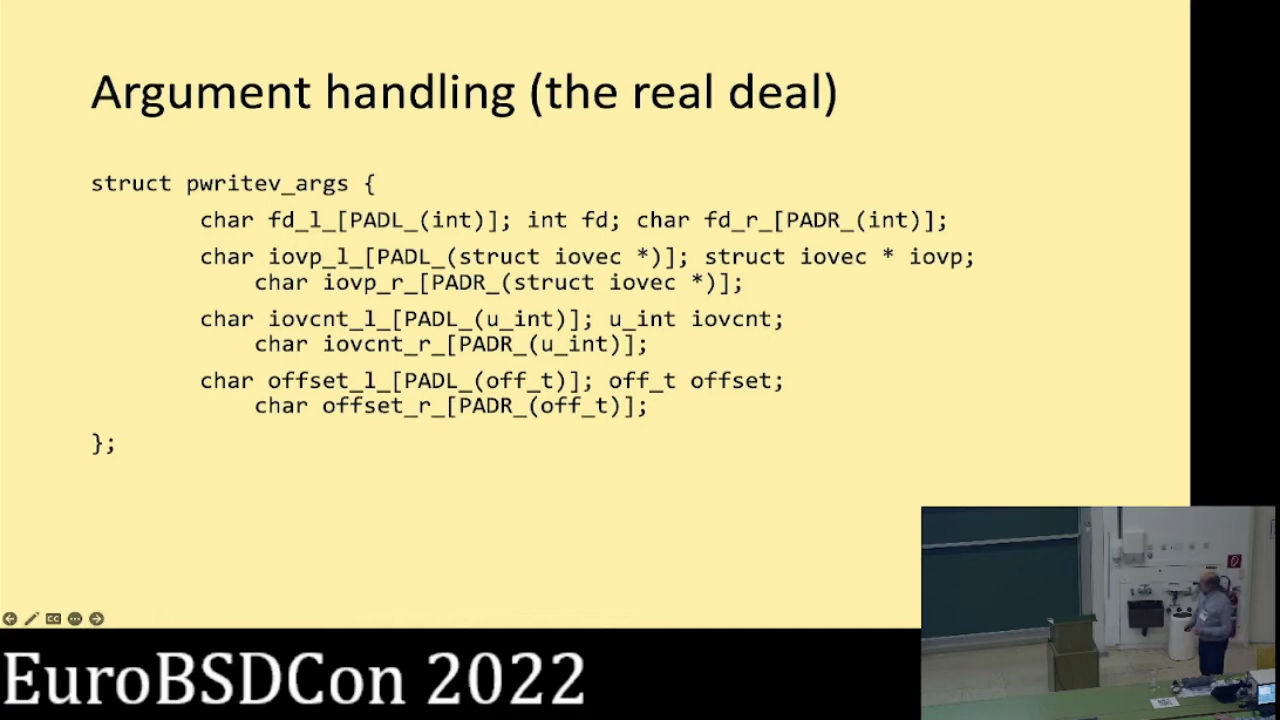 Argument handling (the real deal)
struct pwritev_args {
char fd_l_[PADL_(int)]; int fd; char fd_r_[PADR_(int)];
char iovp_l_[PADL_(struct iovec *)]; struct iovec * iovp;
char iovp_r_[PADR_(struct iovec *)];
char iovcnt_l_[PADL_(u_int)]; u_int iovcnt;
char iovcnt_r_[PADR_(u_int)];
char offset_l_[PADL_(off_t)]; off_t offset;
char offset_r_[PADR_(off_t)];
};
CC
EuroBSDCon 2022